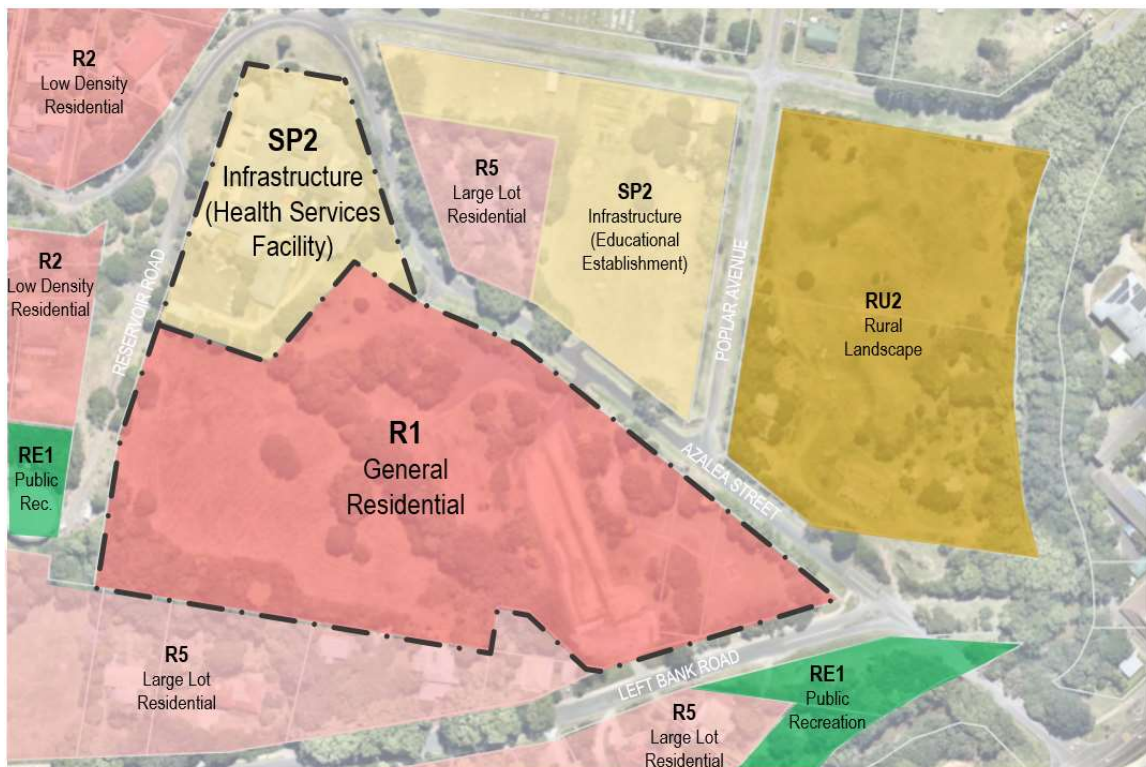 R2
Low Density
Residential
SP2
Infrastructure
(Health Services
Facility)
R5
Large Lot
Residential
SP2
Infrastructure
(Educational
Establishment)
POPLAR AVENUE
RU2
Rural
Landscape
R2
Low Density
Residential
RESERVOIR ROAD
RE1
Public
Rec.
R1
General
Residential
AZALEA STREET
R5
Large Lot
Residential
LEFT BANK ROAD
RE1
Public
Recreation
R5
Large Lot
Residential